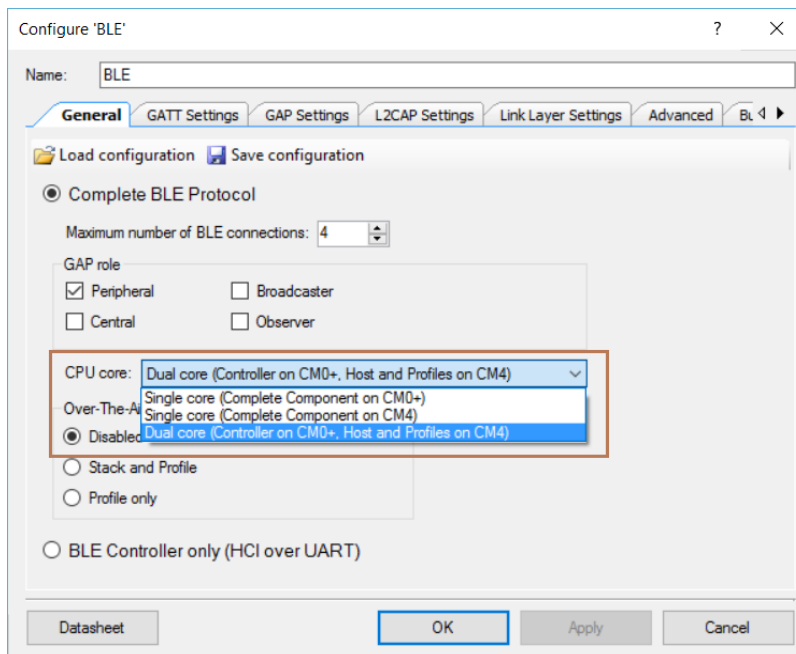 Configure 'BLE'
?
Name: BLE
General GATT Settings GAP Settings L2CAP Settings Link Layer Settings Advanced
Load configuration Save configuration
Complete BLE Protocol
Maximum number of BLE connections: 4
GAP role
Peripheral Broadcaster
Central Observer
CPU core: Dual core (Controller on CM0+, Host and Profiles on CM4)
Single core (Complete Component on CM0+)
Over-The-Ai
Single core (Complete Component on CM4)
Disabled Dual core (Controller on CM0+, Host and Profiles on CM4)
Stack and Profile
Profile only
BLE Controller only (HCI over UART)
Datasheet OK Apply Cancel